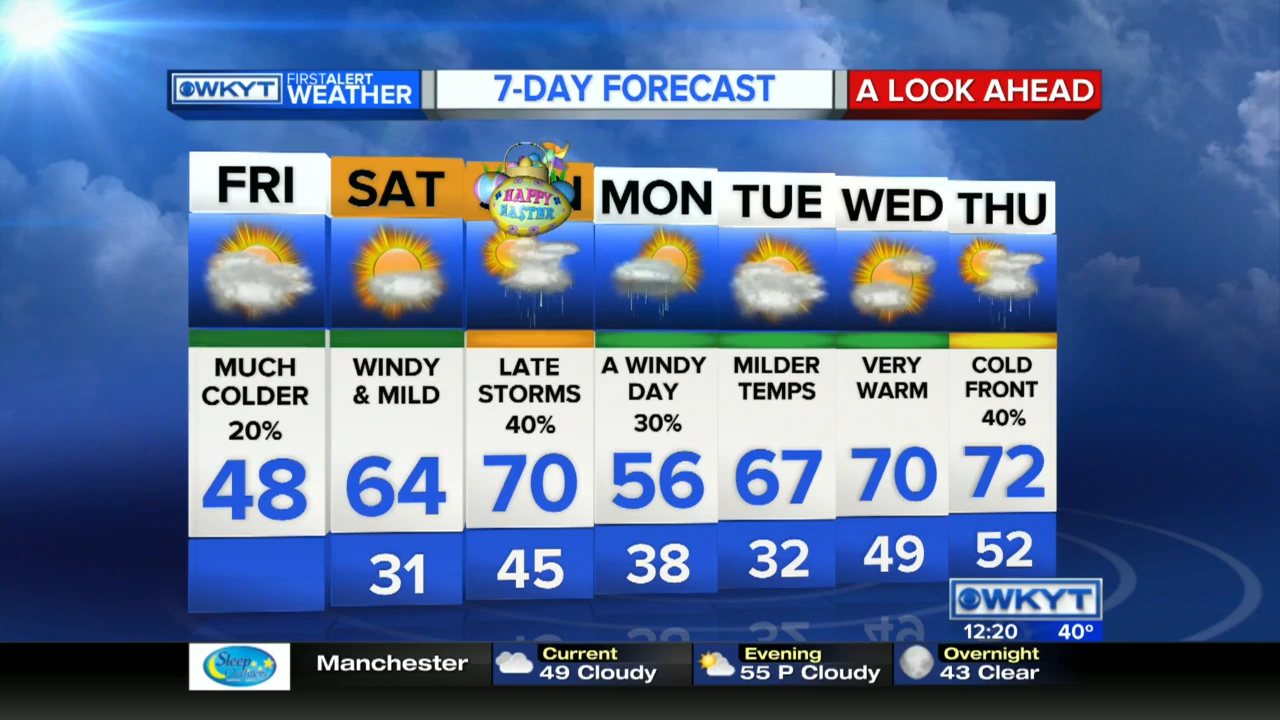 WKYT
FIRST ALERT
WEATHER
7-DAY FORECAST
A LOOK AHEAD
FRI
SAT
HAPPY
EASTER
MON
TUE
WED
THU
MUCH
COLDER
20%
48
WINDY
& MILD
64
31
LATE
STORMS
40%
70
45
A WINDY
DAY
30%
56
38
MILDER
TEMPS
67
32
VERY
WARM
70
49
COLD
FRONT
40%
72
52
WKYT
12:20 40°
Sleep
Outfitters
Manchester
Current
49 Cloudy
Evening
55 P Cloudy
Overnight
43 Clear